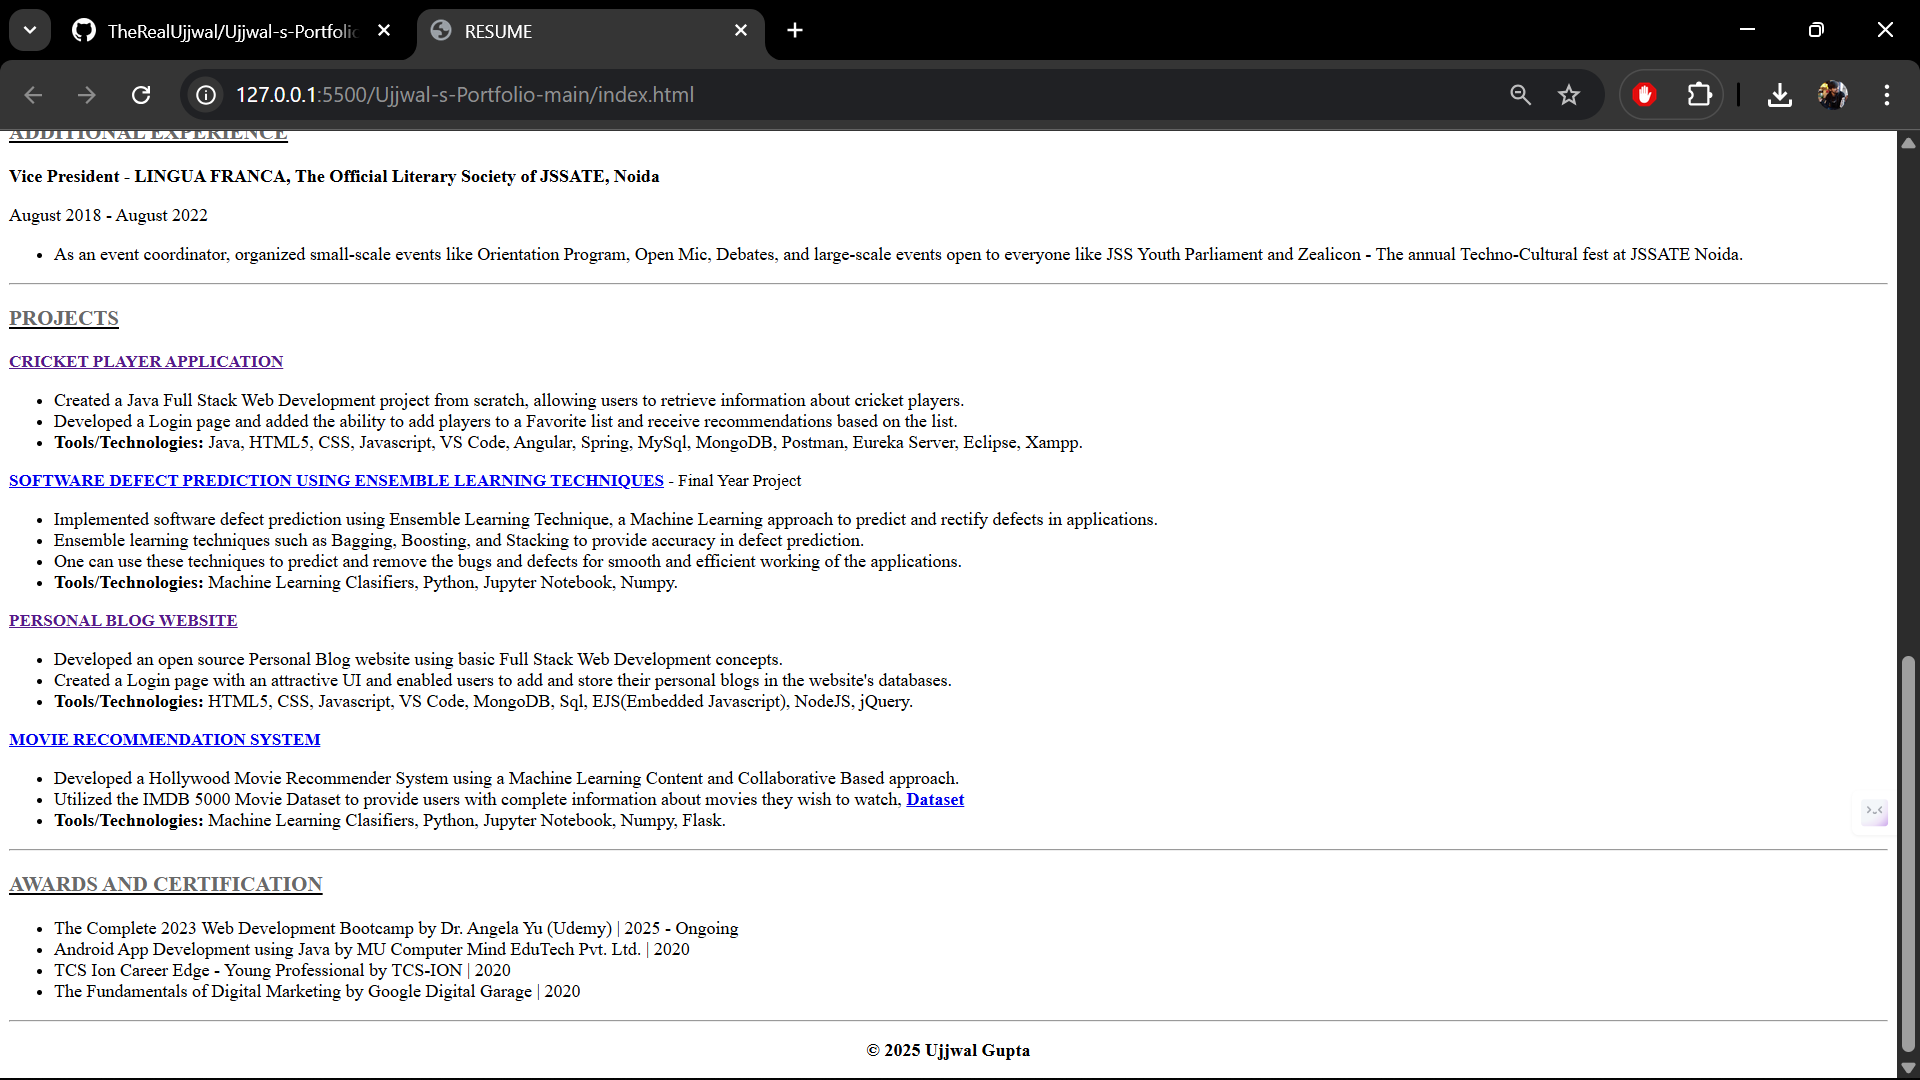 TheRealUjjwal/Ujjwal-s-Portfolio
RESUME
127.0.0.1:5500/Ujjwal-s-Portfolio-main/index.html
ADDITIONAL EXPERIENCE
Vice President - LINGUA FRANCA, The Official Literary Society of JSSATE, Noida
August 2018 - August 2022
• As an event coordinator, organized small-scale events like Orientation Program, Open Mic, Debates, and large-scale events open to everyone like JSS Youth Parliament and Zealicon - The annual Techno-Cultural fest at JSSATE Noida.
PROJECTS
CRICKET PLAYER APPLICATION
• Created a Java Full Stack Web Development project from scratch, allowing users to retrieve information about cricket players.
• Developed a Login page and added the ability to add players to a Favorite list and receive recommendations based on the list.
• Tools/Technologies: Java, HTML5, CSS, Javascript, VS Code, Angular, Spring, MySql, MongoDB, Postman, Eureka Server, Eclipse, Xampp.
SOFTWARE DEFECT PREDICTION USING ENSEMBLE LEARNING TECHNIQUES - Final Year Project
• Implemented software defect prediction using Ensemble Learning Technique, a Machine Learning approach to predict and rectify defects in applications.
• Ensemble learning techniques such as Bagging, Boosting, and Stacking to provide accuracy in defect prediction.
• One can use these techniques to predict and remove the bugs and defects for smooth and efficient working of the applications.
• Tools/Technologies: Machine Learning Clasifiers, Python, Jupyter Notebook, Numpy.
PERSONAL BLOG WEBSITE
• Developed an open source Personal Blog website using basic Full Stack Web Development concepts.
• Created a Login page with an attractive UI and enabled users to add and store their personal blogs in the website's databases.
• Tools/Technologies: HTML5, CSS, Javascript, VS Code, MongoDB, Sql, EJS(Embedded Javascript), NodeJS, jQuery.
MOVIE RECOMMENDATION SYSTEM
• Developed a Hollywood Movie Recommender System using a Machine Learning Content and Collaborative Based approach.
• Utilized the IMDB 5000 Movie Dataset to provide users with complete information about movies they wish to watch, Dataset
• Tools/Technologies: Machine Learning Clasifiers, Python, Jupyter Notebook, Numpy, Flask.
AWARDS AND CERTIFICATION
• The Complete 2023 Web Development Bootcamp by Dr. Angela Yu (Udemy) | 2025 - Ongoing
• Android App Development using Java by MU Computer Mind EduTech Pvt. Ltd. | 2020
• TCS Ion Career Edge - Young Professional by TCS-ION | 2020
• The Fundamentals of Digital Marketing by Google Digital Garage | 2020
© 2025 Ujjwal Gupta